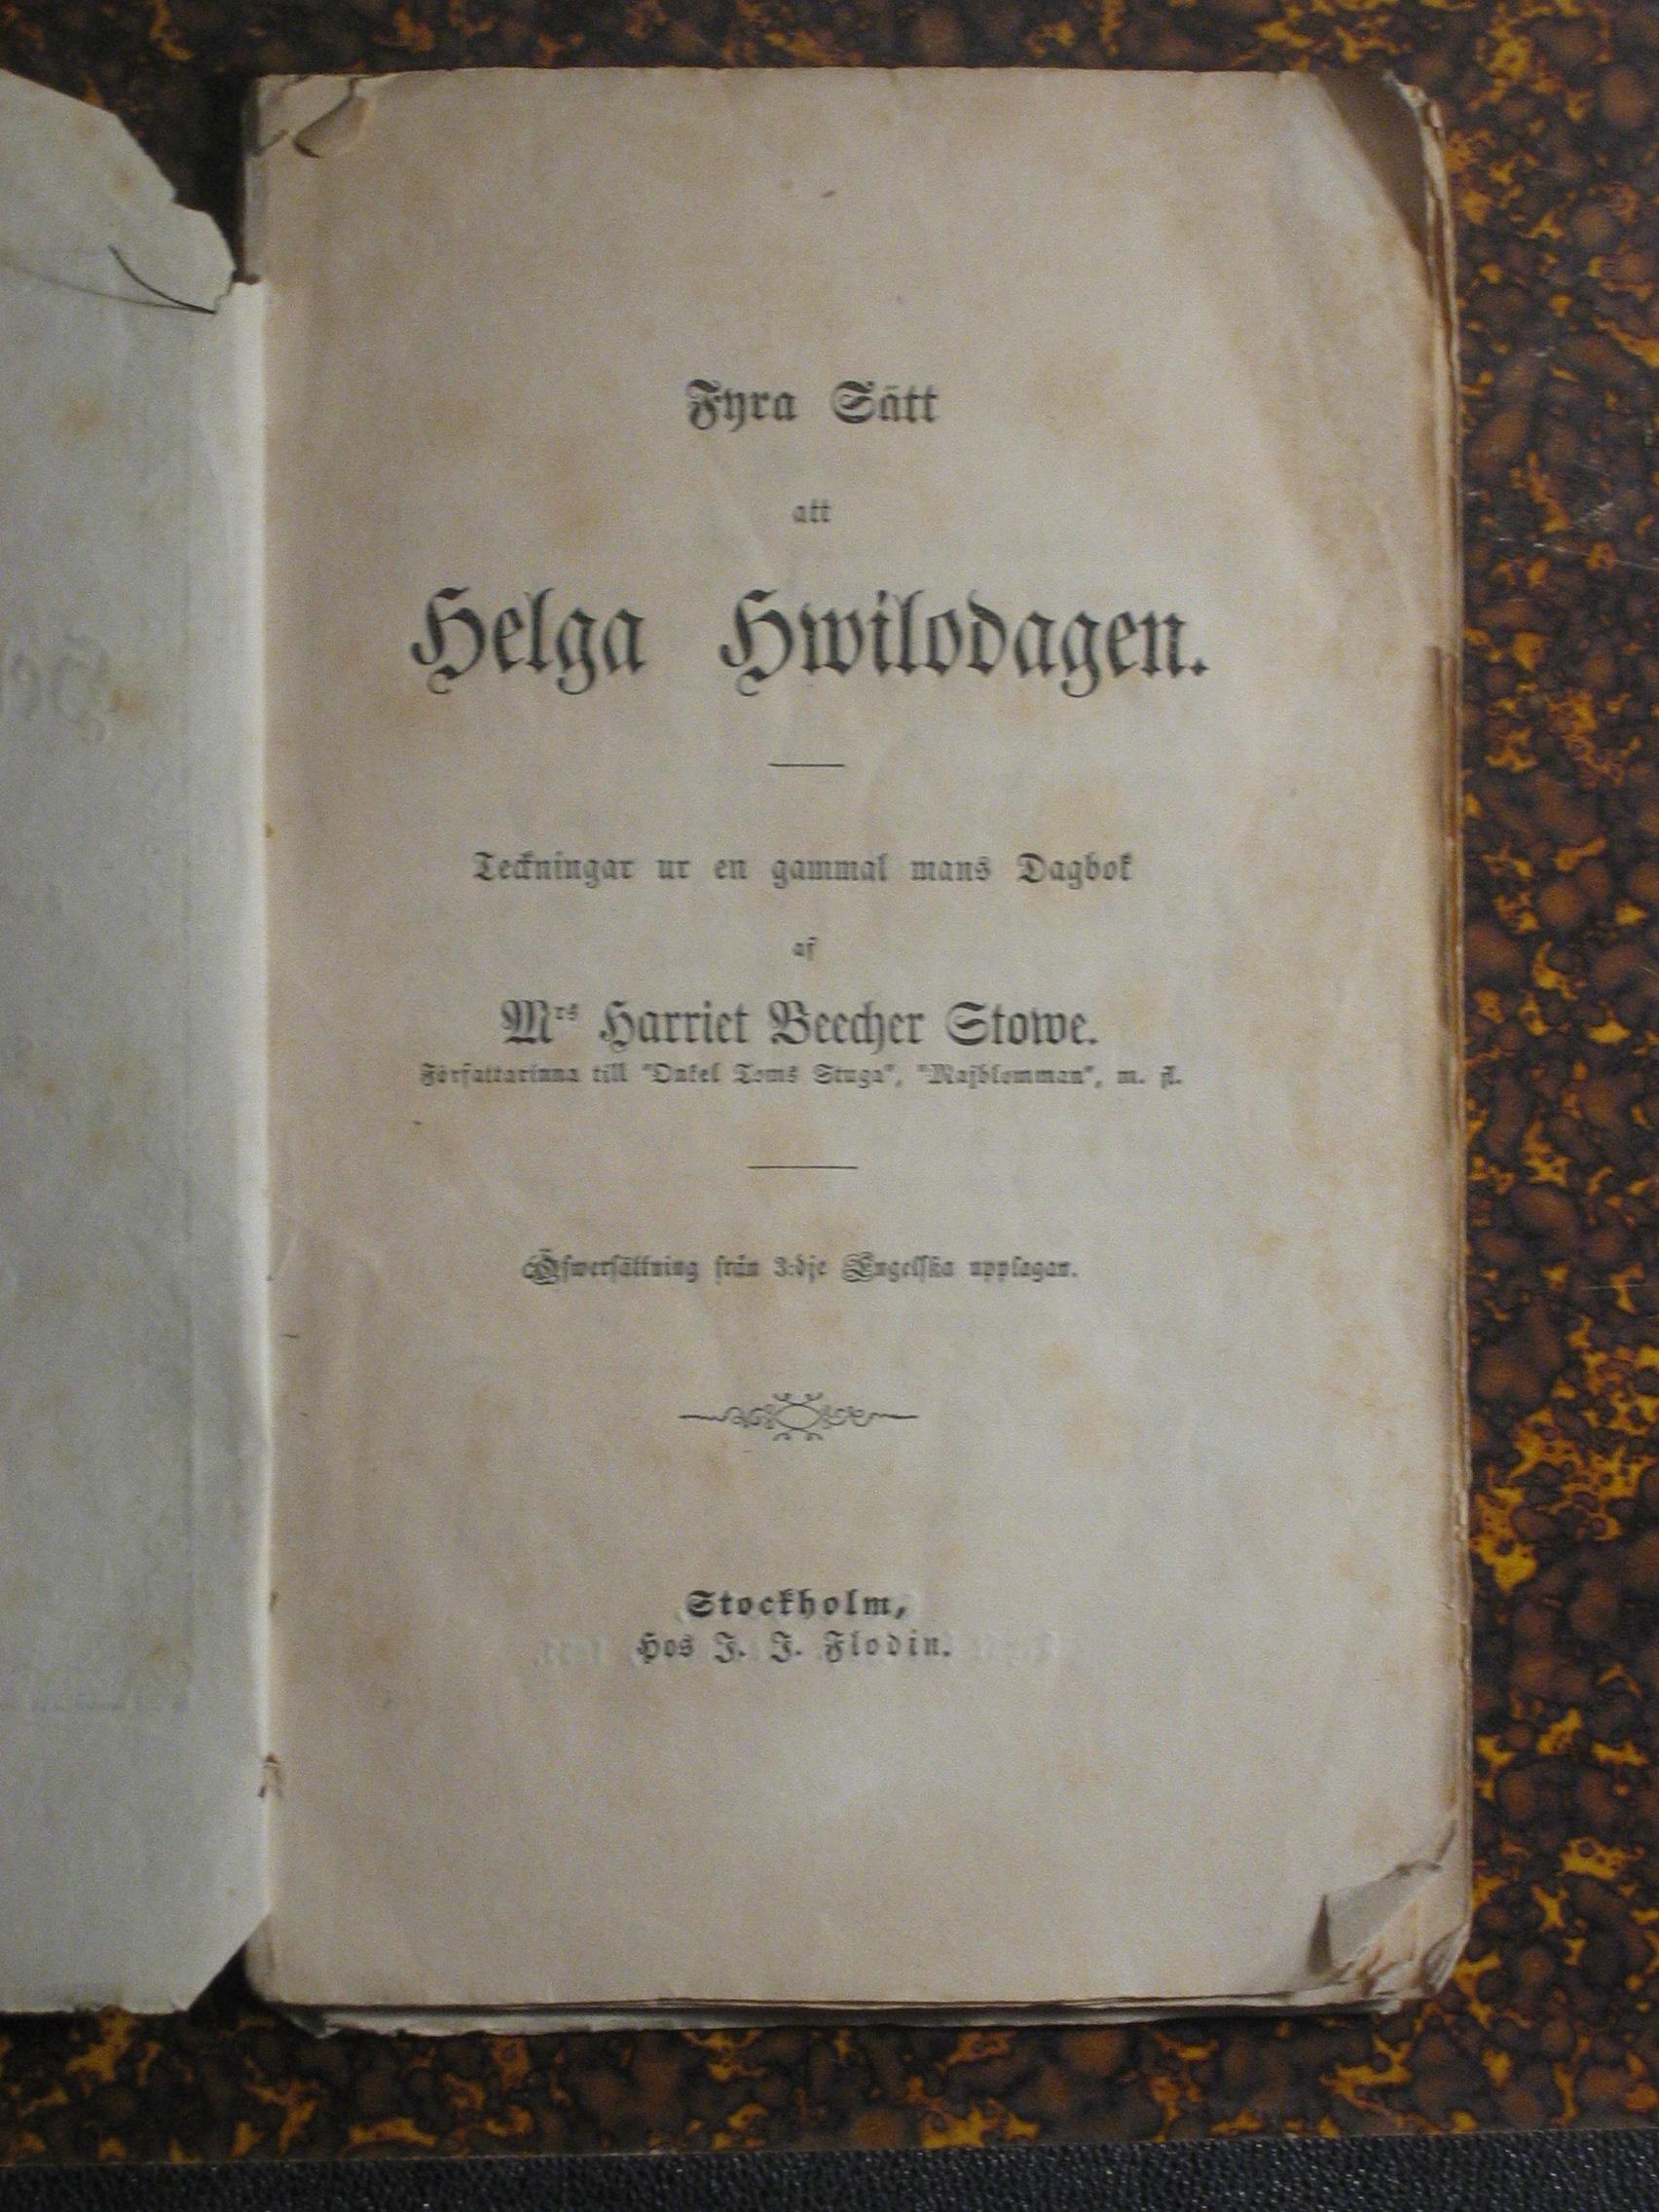 Fyra Sätt
att
Helga Hwilodagen.
Teckningar ur en gammal mans Dagbok
af
Mrs Harriet Beecher Stowe.
Författarinna till "Onkel Toms Stuga", "Majblomman", m. fl.
Öfwersättning från 3:dje Engelska upplagan.
Stockholm,
Hos J. J. Flodin.